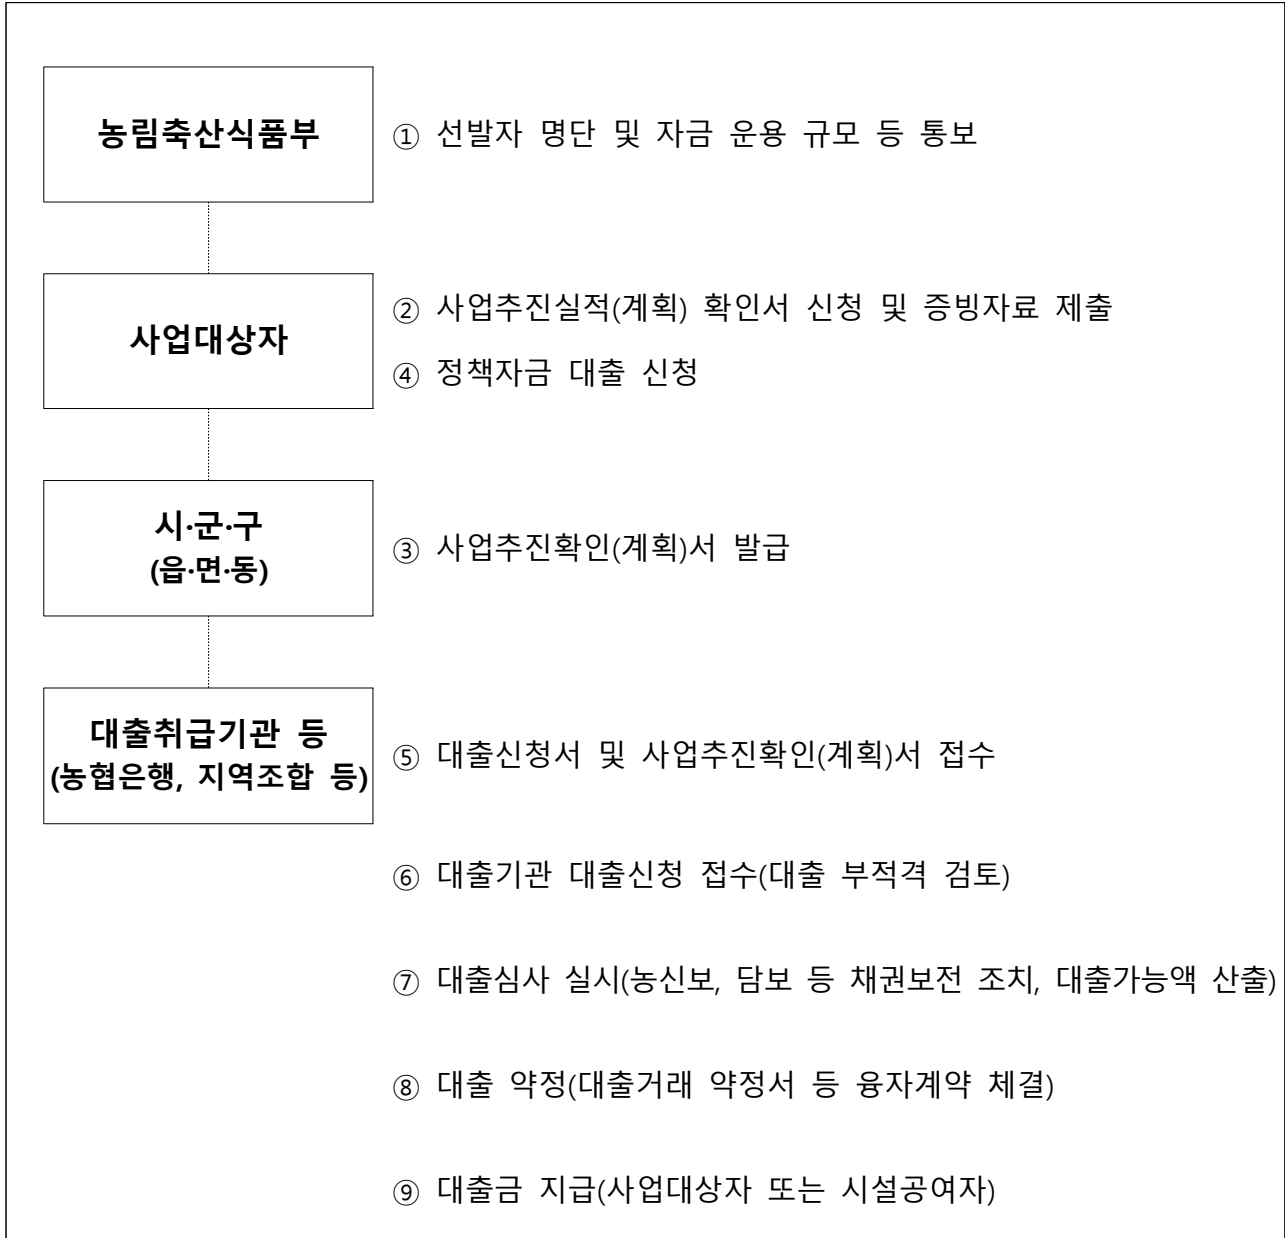 농림축산식품부
① 선발자 명단 및 자금 운용 규모 등 통보
사업대상자
② 사업추진실적(계획) 확인서 신청 및 증빙자료 제출
④ 정책자금 대출 신청
시·군·구
(읍·면·동)
③ 사업추진확인(계획)서 발급
대출취급기관 등
(농협은행, 지역조합 등)
⑤ 대출신청서 및 사업추진확인(계획)서 접수
⑥ 대출기관 대출신청 접수(대출 부적격 검토)
⑦ 대출심사 실시(농신보, 담보 등 채권보전 조치, 대출가능액 산출)
⑧ 대출 약정(대출거래 약정서 등 융자계약 체결)
⑨ 대출금 지급(사업대상자 또는 시설공여자)